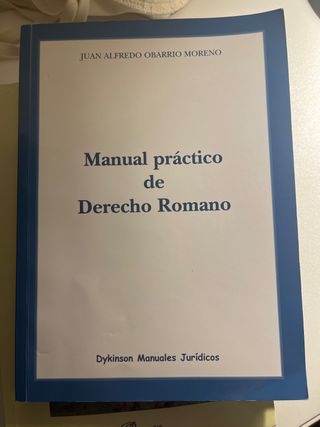 JUAN ALFREDO OBARRIO MORENO
Manual práctico
de
Derecho Romano
Dykinson Manuales Jurídicos